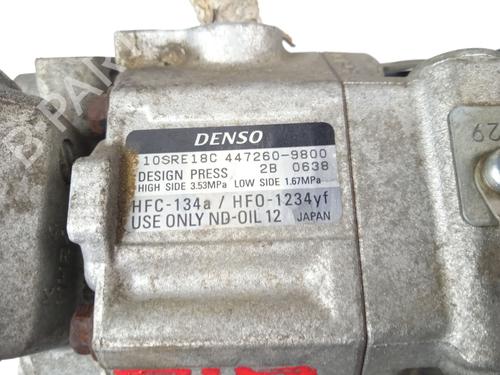 DENSO
10SRE18C 447260-9800
DESIGN PRESS. 2B 0638
HIGH SIDE 3.53MPa LOW SIDE 1.67MPa
HFC-134a / HFO-1234yf
USE ONLY ND-OIL 12 JAPAN
67